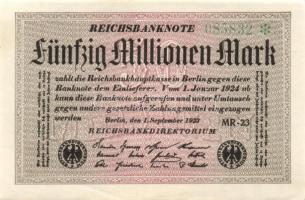 REICHSBANKNOTE
Fünfzig Millionen Mark
zahlt die Reichsbankhauptkasse in Berlin gegen diese
Banknote dem Einlieferer. Vom 1. Januar 1924 ab
kann diese Banknote aufgerufen und unter Umtausch
gegen andere gesetzliche Zahlungsmittel eingezogen
werden
Berlin, den 1. September 1923
MR-23
REICHSBANKDIREKTORIUM